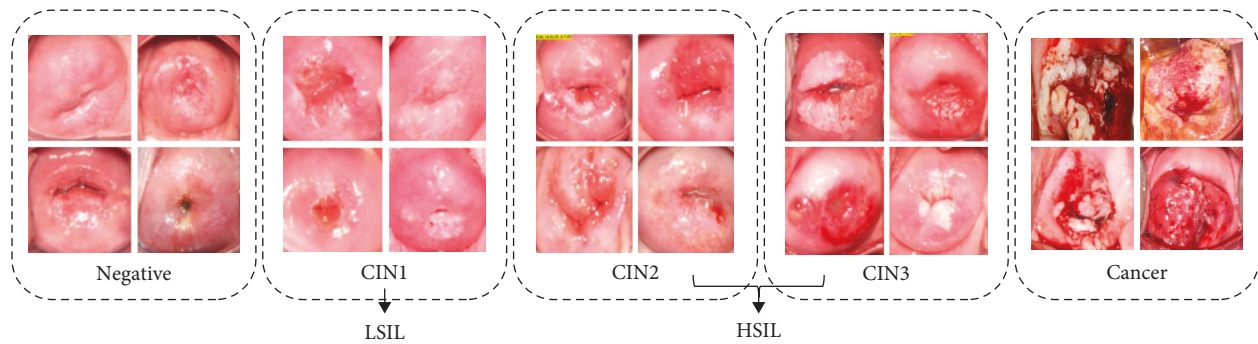 Negative
CIN1
CIN2
CIN3
Cancer
LSIL
HSIL